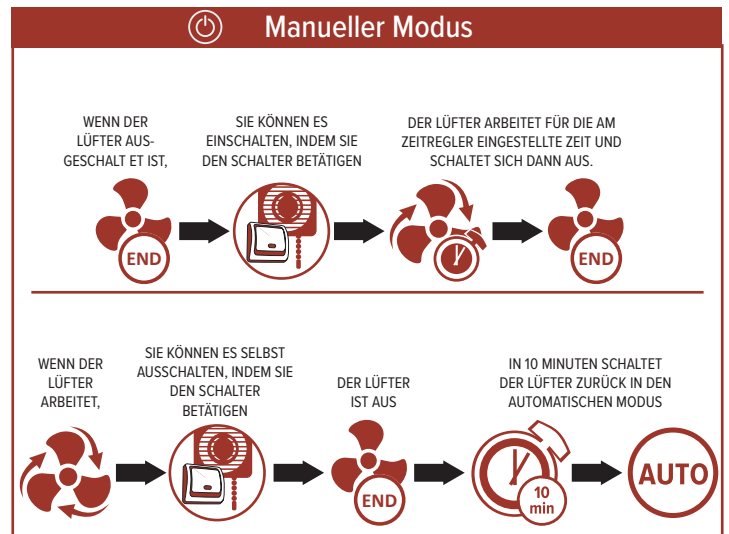 Manueller Modus
WENN DER
LÜFTER AUS-
GESCHALT ET IST,
SIE KÖNNEN ES
EINSCHALTEN, INDEM SIE
DEN SCHALTER BETÄTIGEN
DER LÜFTER ARBEITET FÜR DIE AM
ZEITREGLER EINGESTELLTE ZEIT UND
SCHALTET SICH DANN AUS.
END
END
WENN DER
LÜFTER
ARBEITET,
SIE KÖNNEN ES SELBST
AUSSCHALTEN, INDEM SIE
DEN SCHALTER
BETÄTIGEN
DER LÜFTER
IST AUS
IN 10 MINUTEN SCHALTET
DER LÜFTER ZURÜCK IN DEN
AUTOMATISCHEN MODUS
END
10
min
AUTO